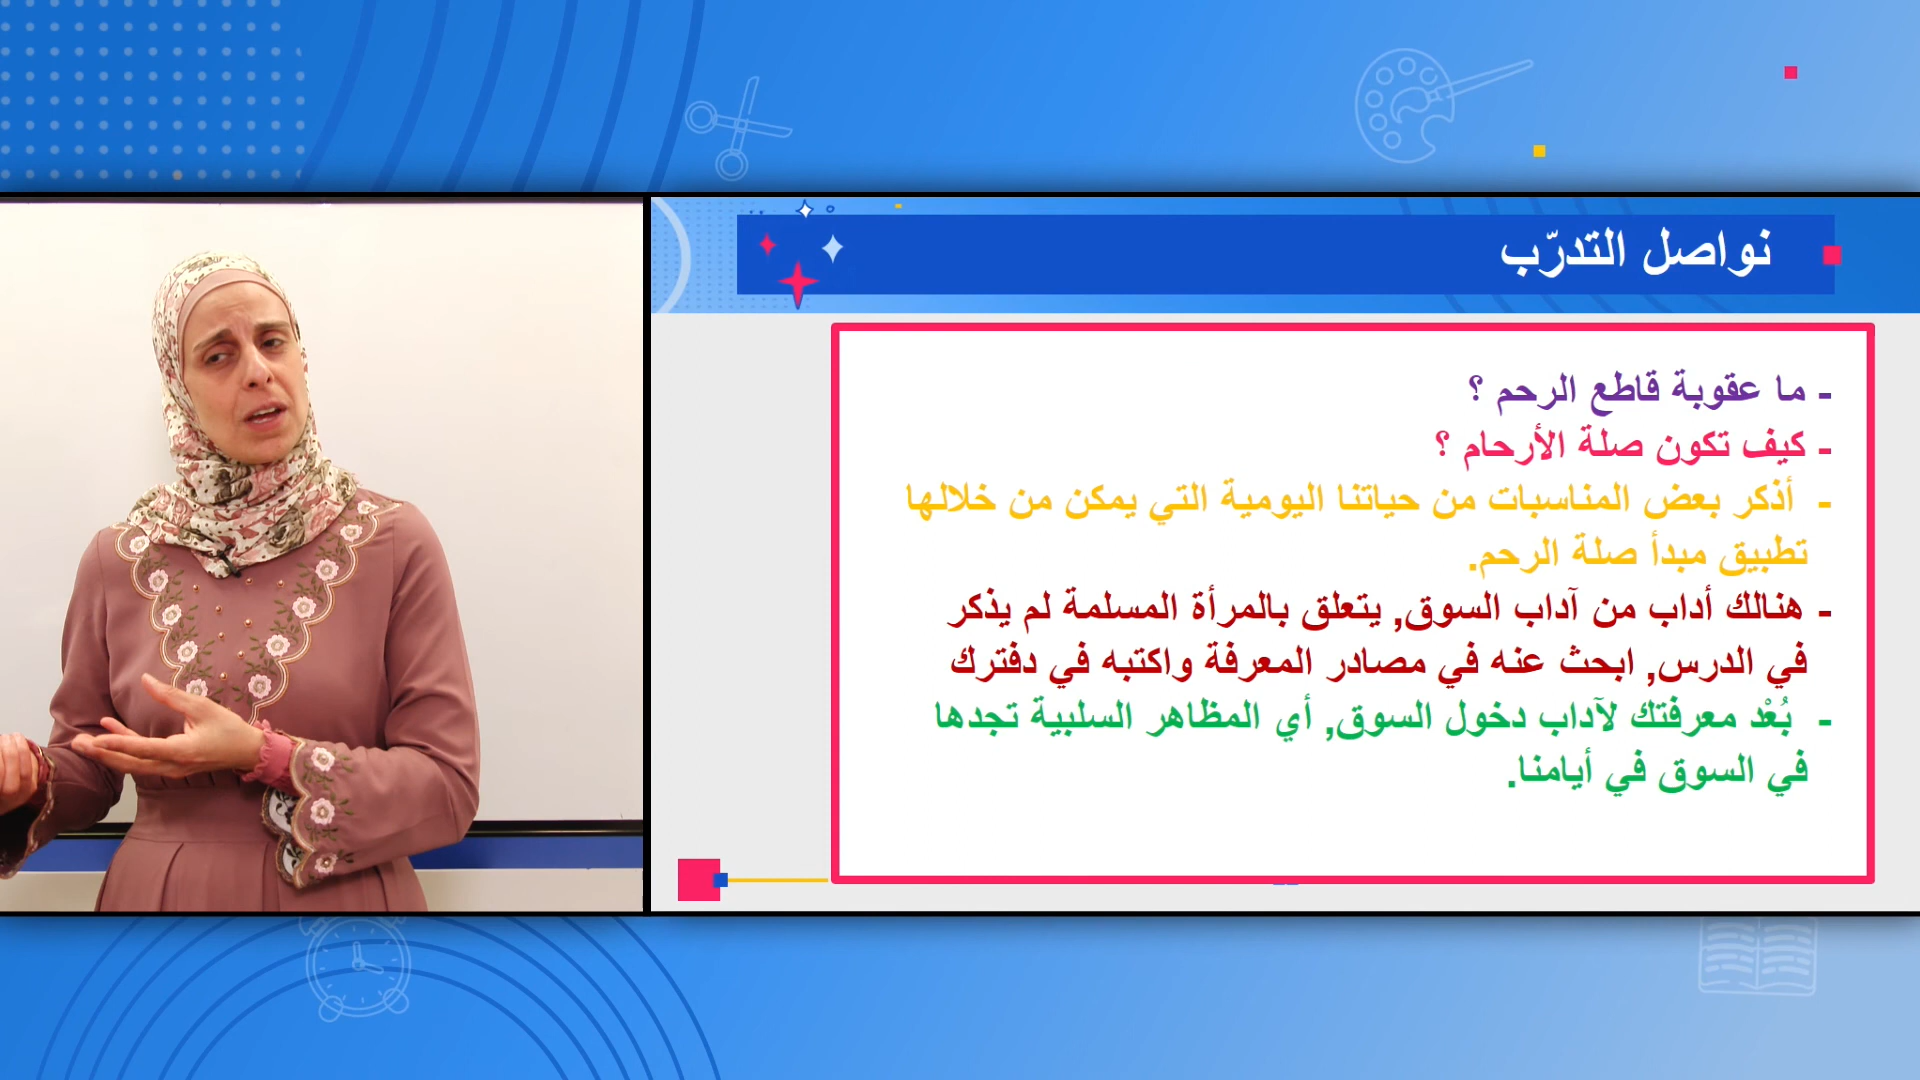 نواصل التدرّب
- ما عقوبة قاطع الرحم ؟
- كيف تكون صلة الأرحام ؟
- أذكر بعض المناسبات من حياتنا اليومية التي يمكن من خلالها
تطبيق مبدأ صلة الرحم.
- هنالك أداب من آداب السوق, يتعلق بالمرأة المسلمة لم يذكر
في الدرس, ابحث عنه في مصادر المعرفة واكتبه في دفترك
- بُعْد معرفتك لآداب دخول السوق, أي المظاهر السلبية تجدها
في السوق في أيامنا.